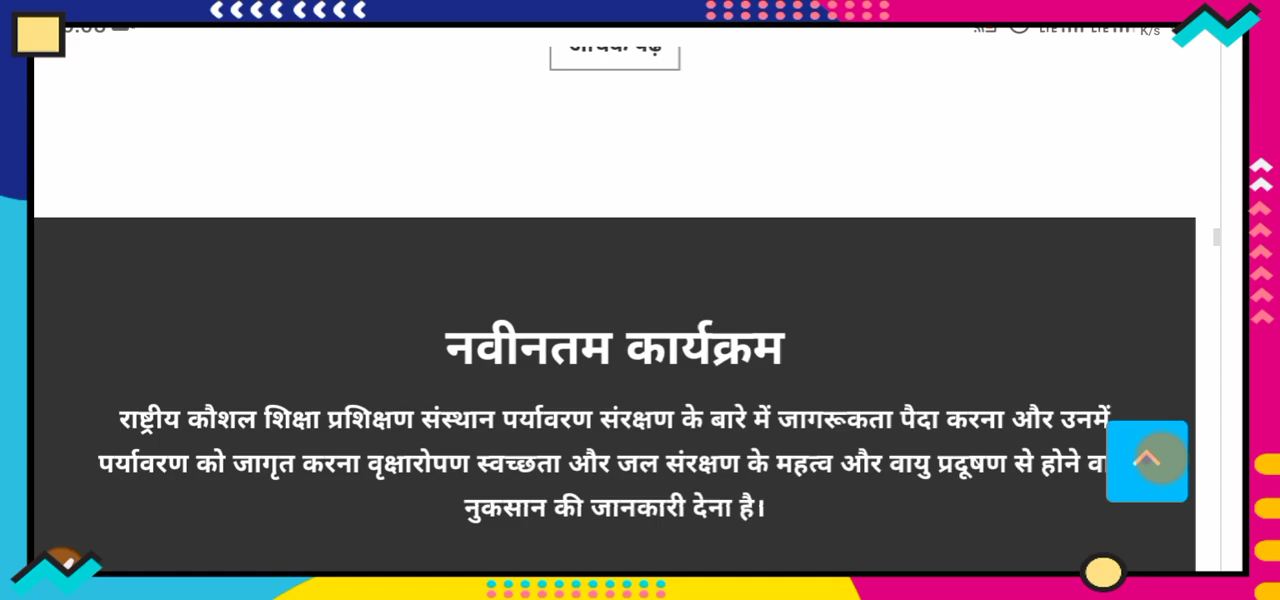 नवीनतम कार्यक्रम
राष्ट्रीय कौशल शिक्षा प्रशिक्षण संस्थान पर्यावरण संरक्षण के बारे में जागरूकता पैदा करना और उनमें
पर्यावरण को जागृत करना वृक्षारोपण स्वच्छता और जल संरक्षण के महत्व और वायु प्रदूषण से होने
नुकसान की जानकारी देना है।
K/s